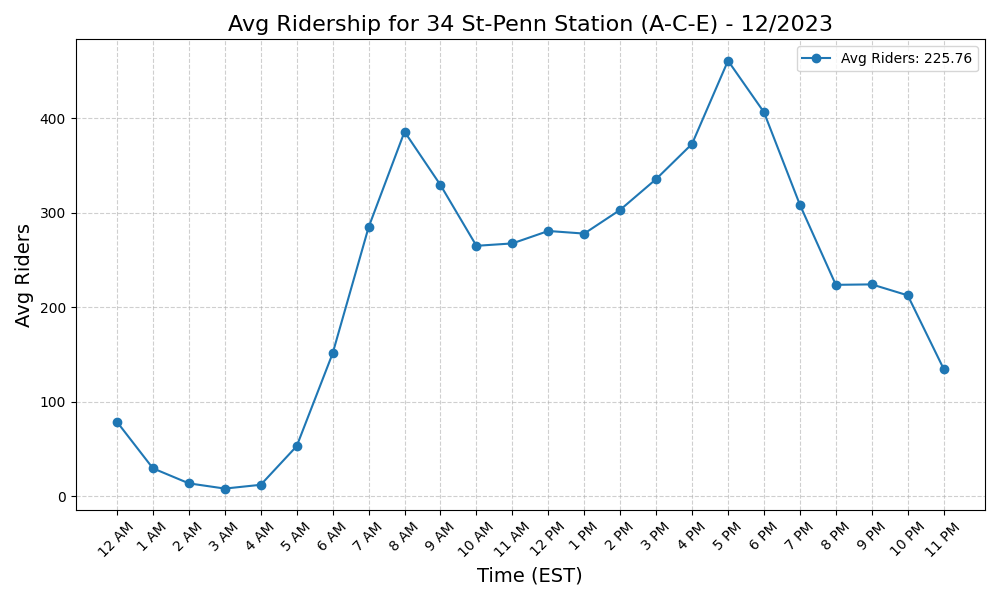 Avg Ridership for 34 St-Penn Station (A-C-E) - 12/2023
Avg Riders: 225.76
Avg Riders
400
300
200
100
0
12 AM
1 AM
2 AM
3 AM
4 AM
5 AM
6 AM
7 AM
8 AM
9 AM
10 AM
11 AM
12 PM
1 PM
2 PM
3 PM
4 PM
5 PM
6 PM
7 PM
8 PM
9 PM
10 PM
11 PM
Time (EST)